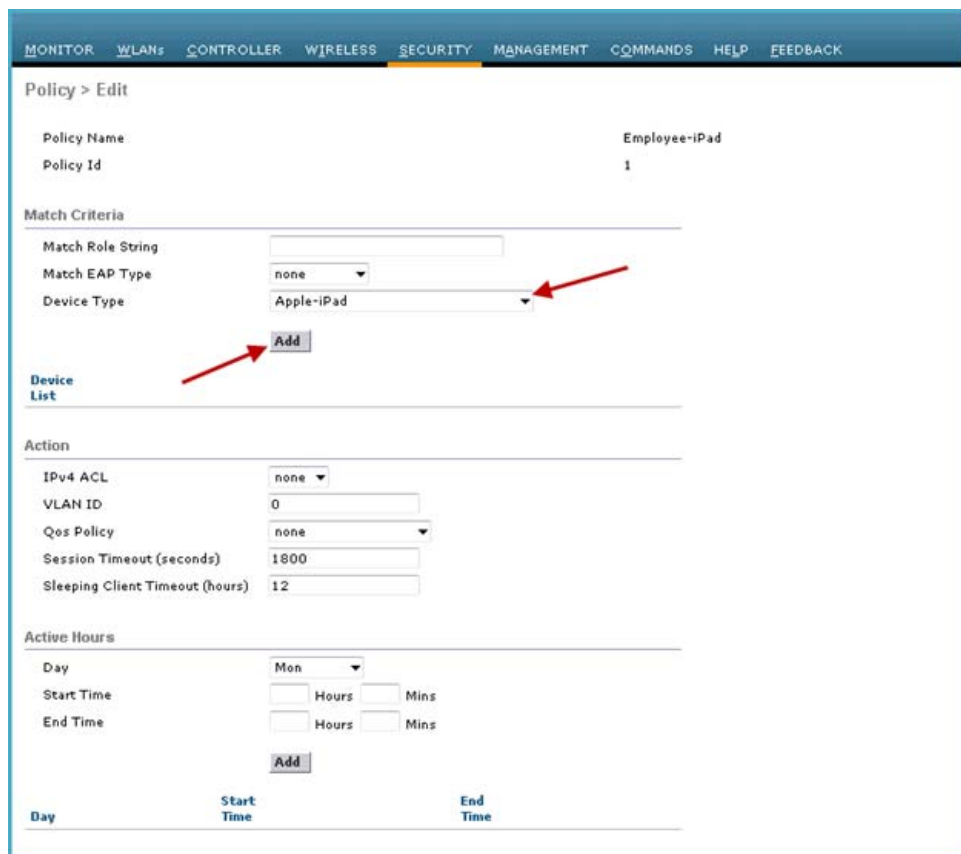 MONITOR WLANs CONTROLLER WIRELESS SECURITY MANAGEMENT COMMANDS HELP FEEDBACK
Policy > Edit
Policy Name Employee-iPad
Policy Id 1
Match Criteria
Match Role String
Match EAP Type none
Device Type Apple-iPad
Add
Device
List
Action
IPv4 ACL none
VLAN ID 0
Qos Policy none
Session Timeout (seconds) 1800
Sleeping Client Timeout (hours) 12
Active Hours
Day Mon
Start Time Hours Mins
End Time Hours Mins
Add
Start End
Day Time Time